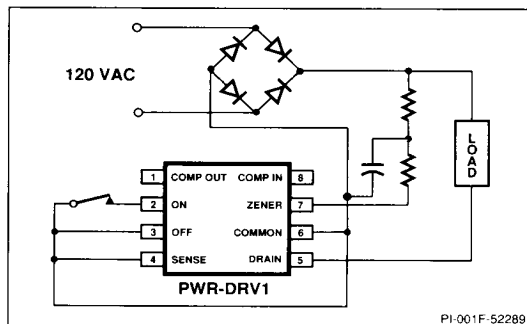 120 VAC
LOAD
1 COMP OUT COMP IN 8
2 ON ZENER 7
3 OFF COMMON 6
4 SENSE DRAIN 5
PWR-DRV1
PI-001F-52289